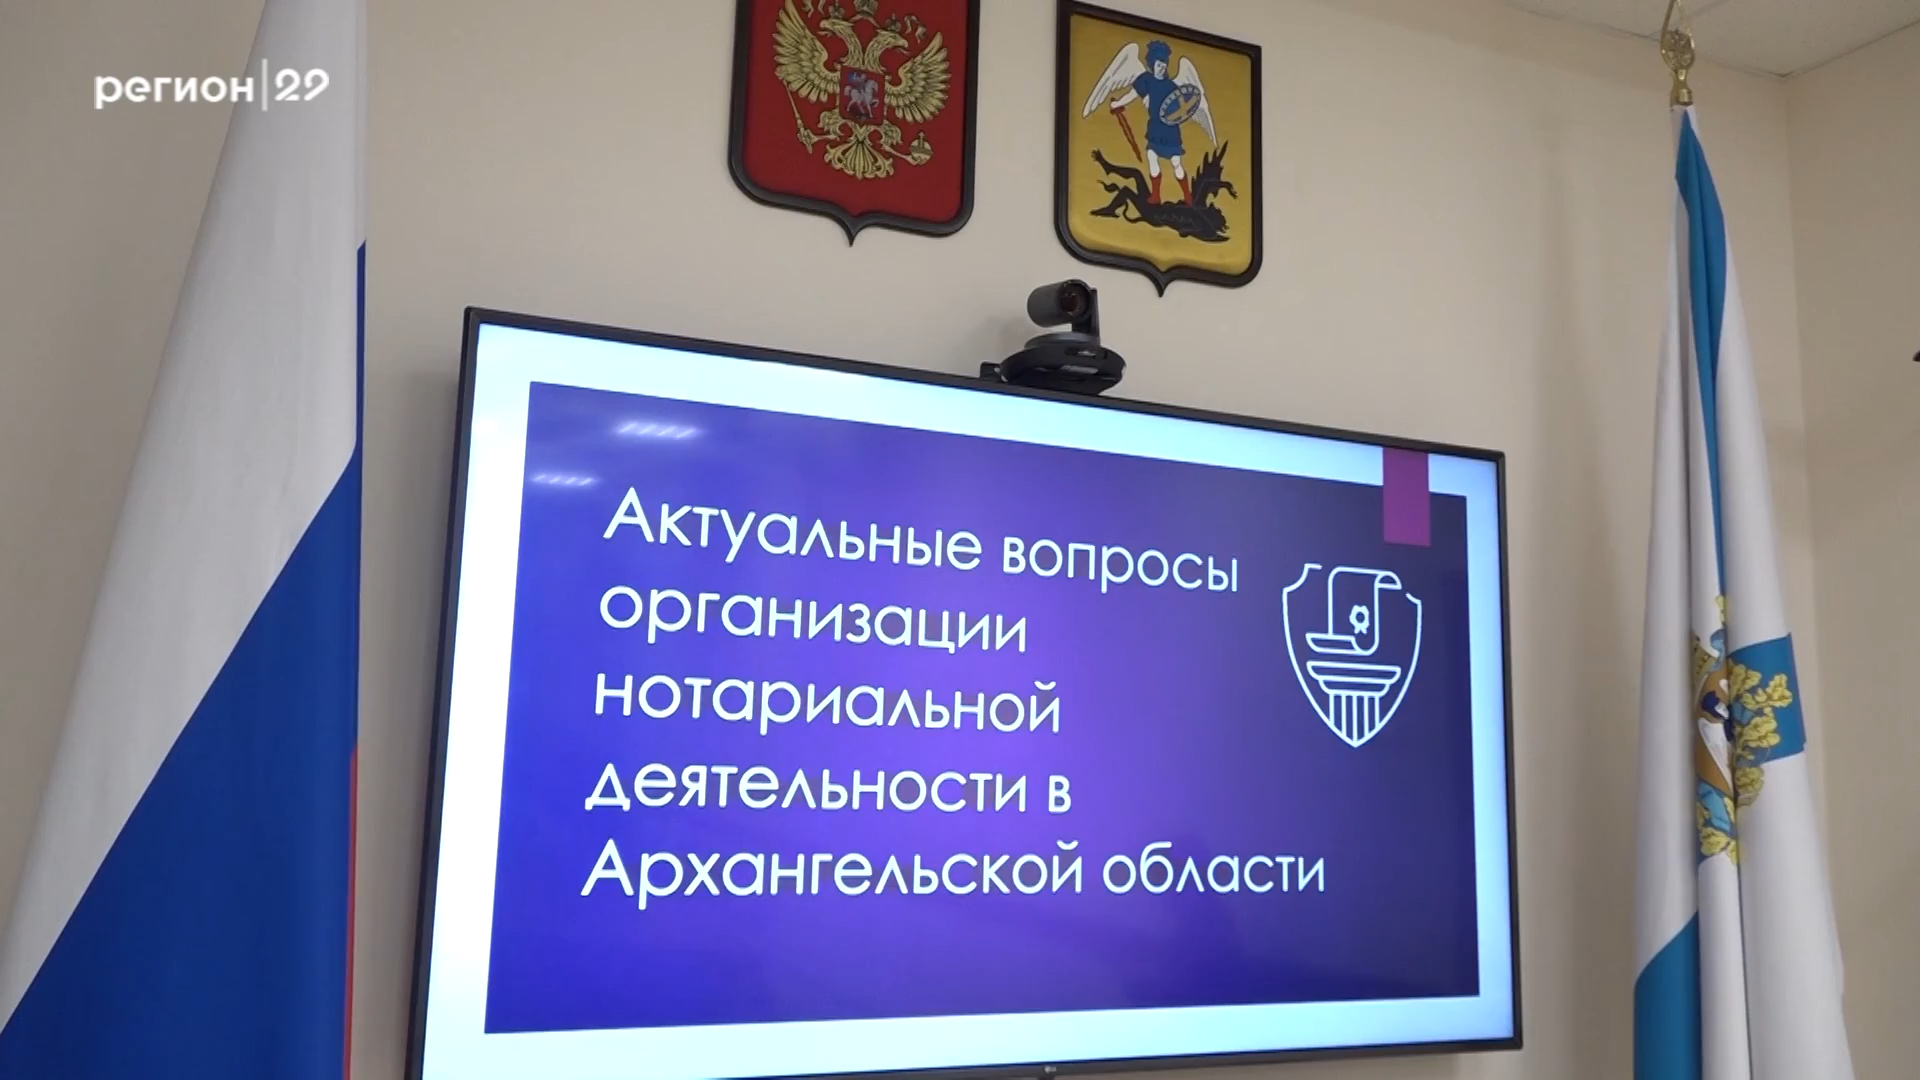 регион|29
Актуальные вопросы
организации
нотариальной
деятельности в
Архангельской области